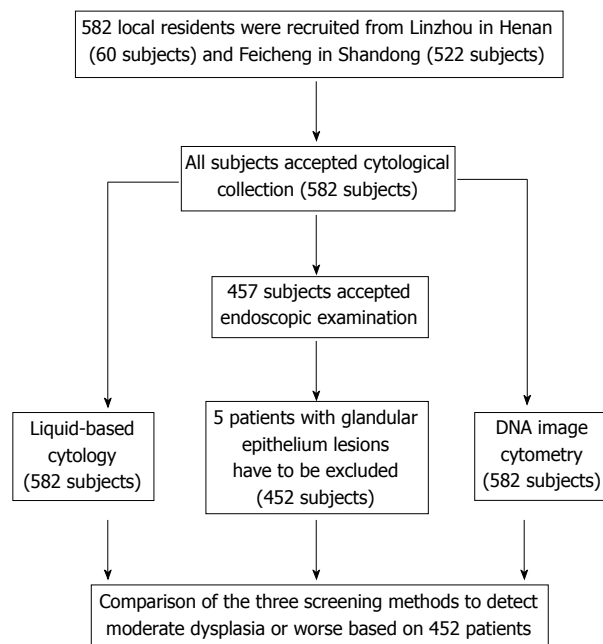 582 local residents were recruited from Linzhou in Henan
(60 subjects) and Feicheng in Shandong (522 subjects)
All subjects accepted cytological
collection (582 subjects)
457 subjects accepted
endoscopic examination
Liquid-based
cytology
(582 subjects)
5 patients with glandular
epithelium lesions
have to be excluded
(452 subjects)
DNA image
cytometry
(582 subjects)
Comparison of the three screening methods to detect
moderate dysplasia or worse based on 452 patients